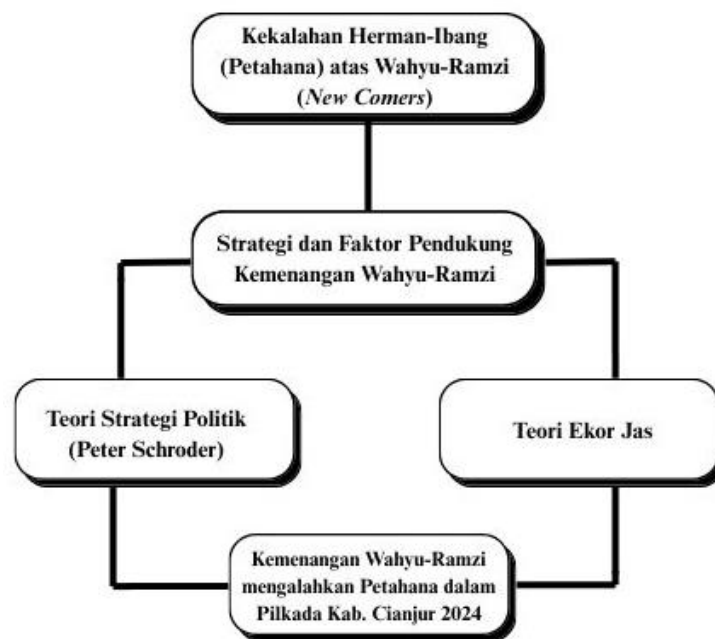 Kekalahan Herman-Ibang
(Petahana) atas Wahyu-Ramzi
(New Comers)
Strategi dan Faktor Pendukung
Kemenangan Wahyu-Ramzi
Teori Strategi Politik
(Peter Schroder)
Teori Ekor Jas
Kemenangan Wahyu-Ramzi
mengalahkan Petahana dalam
Pilkada Kab. Cianjur 2024